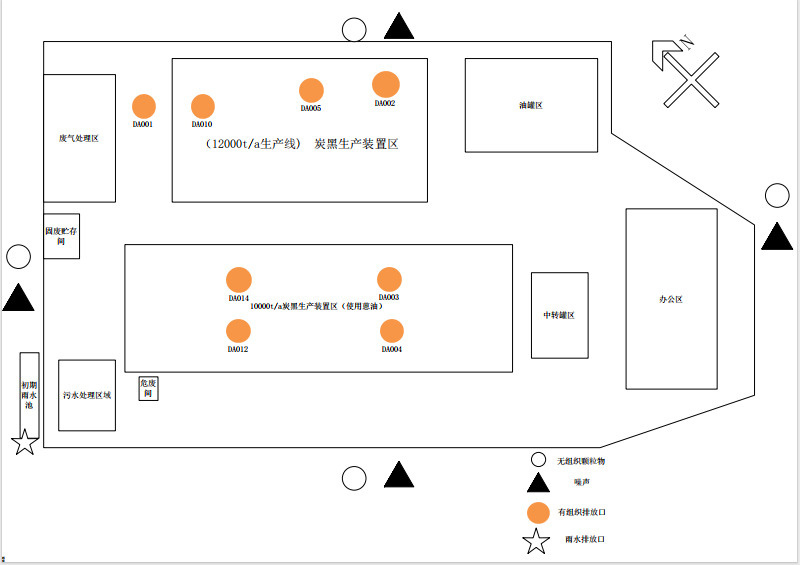 N
DA001
DA010
DA005
DA002
废气处理区
(12000t/a生产线) 炭黑生产装置区
油罐区
固废贮存
间
DA014
DA003
10000t/a炭黑生产装置区(使用蒽油)
DA012
DA004
中转罐区
办公区
初期
雨水
池
污水处理区域
危废
间
无组织颗粒物
噪声
有组织排放口
雨水排放口